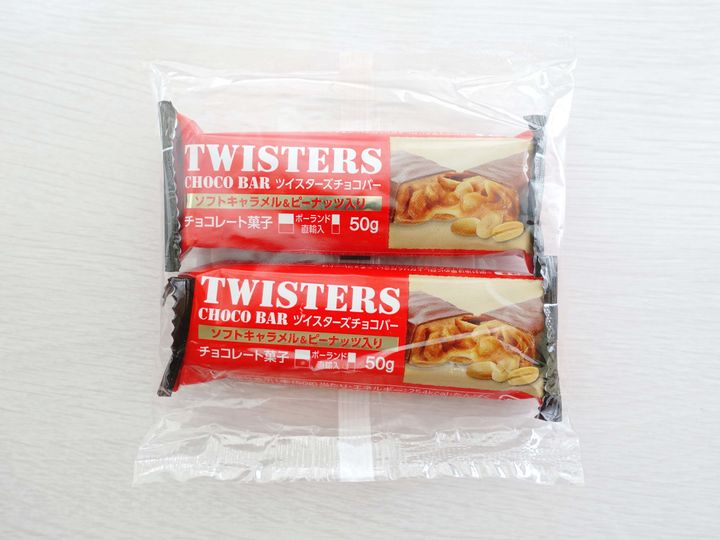 TWISTERS
CHOCO BAR ツイスターズチョコバー
ソフトキャラメル&ピーナッツ入り
チョコレート菓子 ポーランド 直輸入 50g
TWISTERS
CHOCO BAR ツイスターズチョコバー
ソフトキャラメル&ピーナッツ入り
チョコレート菓子 ポーランド 直輸入 50g